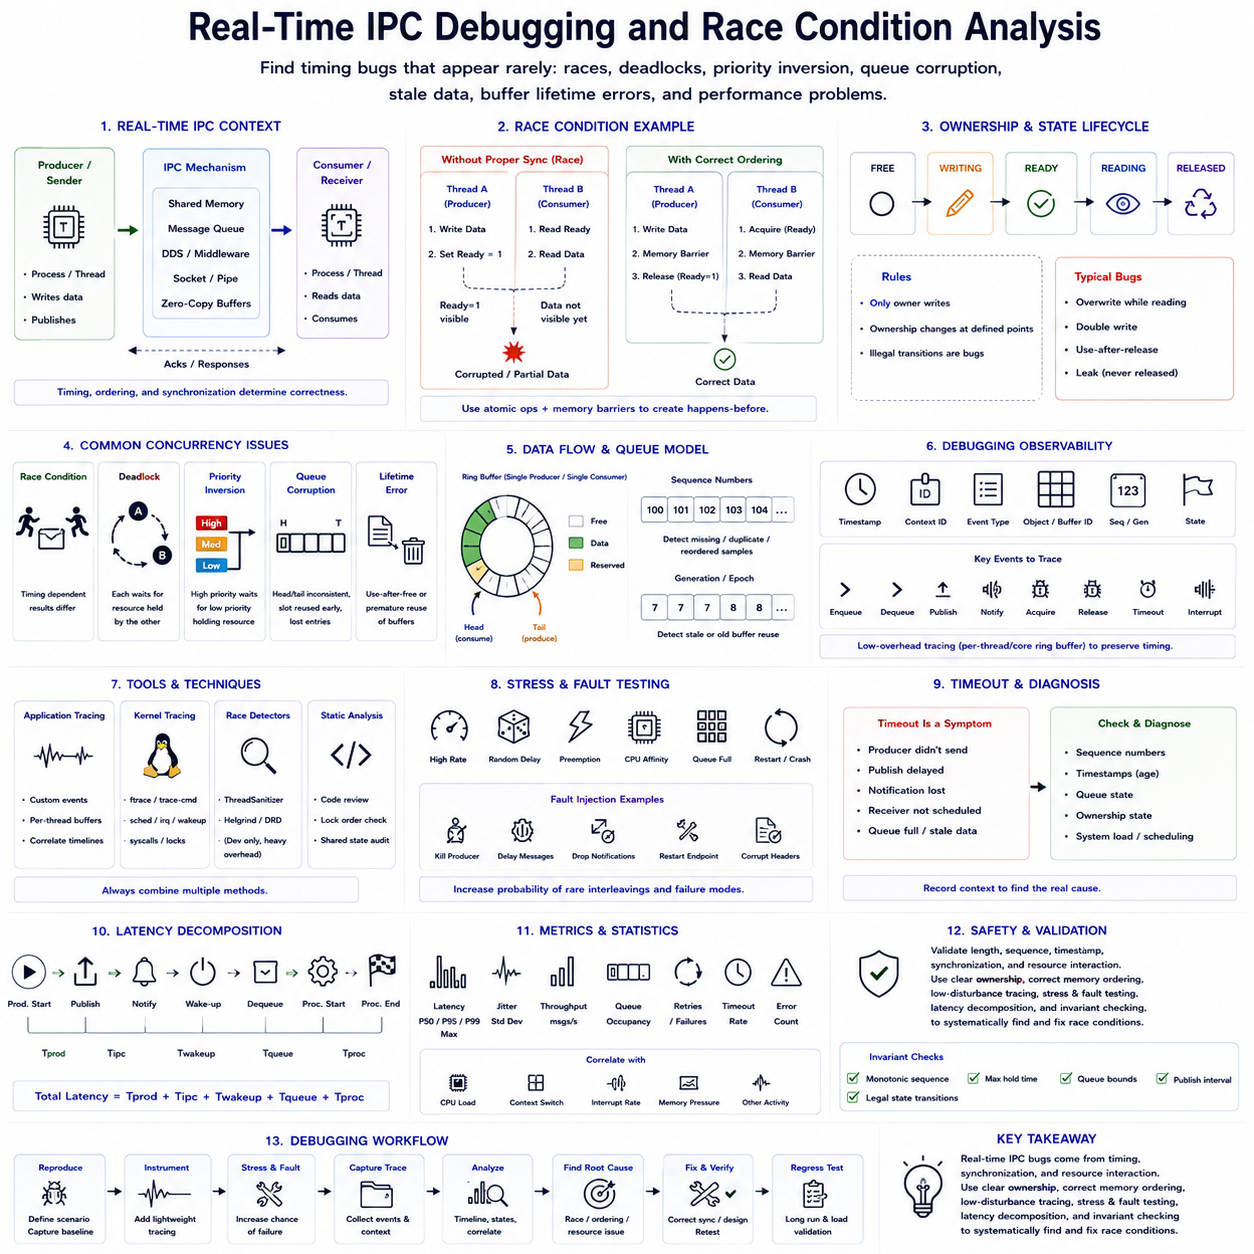 Real-Time IPC Debugging and Race Condition Analysis
Find timing bugs that appear rarely: races, deadlocks, priority inversion, queue corruption,
stale data, buffer lifetime errors, and performance problems.
1. REAL-TIME IPC CONTEXT
Producer /
Sender
T
• Process / Thread
• Writes data
• Publishes
IPC Mechanism
Shared Memory
Message Queue
DDS / Middleware
Socket / Pipe
Zero-Copy Buffers
Consumer /
Receiver
T
• Process / Thread
• Reads data
• Consumes
Acks / Responses
Timing, ordering, and synchronization determine correctness.
2. RACE CONDITION EXAMPLE
Without Proper Sync (Race)
Thread A
(Producer)
1. Write Data
2. Set Ready = 1
Thread B
(Consumer)
1. Read Ready
2. Read Data
Ready=1
visible
Data not
visible yet
Corrupted / Partial Data
With Correct Ordering
Thread A
(Producer)
1. Write Data
2. Memory Barrier
3. Release (Ready=1)
Thread B
(Consumer)
1. Acquire (Ready)
2. Memory Barrier
3. Read Data
Correct Data
Use atomic ops + memory barriers to create happens-before.
3. OWNERSHIP & STATE LIFECYCLE
FREE
WRITING
READY
READING
RELEASED
Rules
• Only owner writes
• Ownership changes at defined points
• Illegal transitions are bugs
Typical Bugs
• Overwrite while reading
• Double write
• Use-after-release
• Leak (never released)
4. COMMON CONCURRENCY ISSUES
Race Condition
Timing dependent
results differ
Deadlock
A
B
Each waits for
resource held
by the other
Priority
Inversion
High
Med
Low
High priority waits
for low priority
holding resource
Queue
Corruption
H T
Head/tail inconsistent,
slot reused early,
lost entries
Lifetime
Error
Use-after-free or
premature reuse
of buffers
5. DATA FLOW & QUEUE MODEL
Ring Buffer (Single Producer / Single Consumer)
Free
Data
Reserved
Head
(consume)
Tail
(produce)
Sequence Numbers
100 101 102 103 104 ...
Detect missing / duplicate /
reordered samples
Generation / Epoch
7 7 7 8 8 ...
Detect stale or old buffer reuse
6. DEBUGGING OBSERVABILITY
ID
123
Timestamp
Context ID
Event Type
Object / Buffer ID
Seq / Gen
State
Key Events to Trace
Enqueue
Dequeue
Publish
Notify
Acquire
Release
Timeout
Interrupt
Low-overhead tracing (per-thread/core ring buffer) to preserve timing.
7. TOOLS & TECHNIQUES
Application Tracing
• Custom events
• Per-thread buffers
• Correlate timelines
Kernel Tracing
· ftrace / trace-cmd
· sched / irq / wakeup
· syscalls / locks
Race Detectors
· ThreadSanitizer
· Helgrind / DRD
· (Dev only, heavy
overhead)
Static Analysis
</>
• Code review
• Lock order check
• Shared state audit
Always combine multiple methods.
8. STRESS & FAULT TESTING
High Rate
Random Delay
Preemption
CPU Affinity
Queue Full
Restart / Crash
Fault Injection Examples
Kill Producer
Delay Messages
Drop Notifications
Restart Endpoint
Corrupt Headers
Increase probability of rare interleavings and failure modes.
9. TIMEOUT & DIAGNOSIS
Timeout Is a Symptom
• Producer didn't send
• Publish delayed
• Notification lost
• Receiver not scheduled
• Queue full / stale data
Check & Diagnose
• Sequence numbers
• Timestamps (age)
• Queue state
• Ownership state
• System load / scheduling
Record context to find the real cause.
10. LATENCY DECOMPOSITION
Prod. Start
Publish
Notify
Wake-up
Dequeue
Proc. Start
Proc. End
Tprod
Tipc
Twakeup
Tqueue
Tproc
Total Latency = Tprod + Tipc + Twakeup + Tqueue + Tproc
11. METRICS & STATISTICS
Latency
P50 / P95 / P99
Max
Jitter
Std Dev
Throughput
msgs/s
Queue
Occupancy
Retries
/ Failures
Timeout
Rate
Error
Count
Correlate with
CPU Load
Context Switch
Interrupt Rate
Memory Pressure
Other Activity
12. SAFETY & VALIDATION
Validate length, sequence, timestamp,
synchronization, and resource interaction.
Use clear ownership, correct memory ordering,
low-disturbance tracing, stress & fault testing,
latency decomposition, and invariant checking.
to systematically find and fix race conditions.
Invariant Checks
Monotonic sequence
Max hold time
Queue bounds
Publish interval
Legal state transitions
13. DEBUGGING WORKFLOW
Reproduce
Define scenario
Capture baseline
Instrument
Add lightweight
tracing
Stress & Fault
Increase chance
of failure
Capture Trace
Collect events &
context
Analyze
Timeline, states,
correlate
Find Root Cause
Race / ordering /
resource issue
Fix & Verify
Correct sync / design
Retest
Regress Test
Long run & load
validation
KEY TAKEAWAY
Real-time IPC bugs come from timing,
synchronization, and resource interaction.
Use clear ownership, correct memory ordering,
low-disturbance tracing, stress & fault testing,
latency decomposition, and invariant checking
to systematically find and fix race conditions.